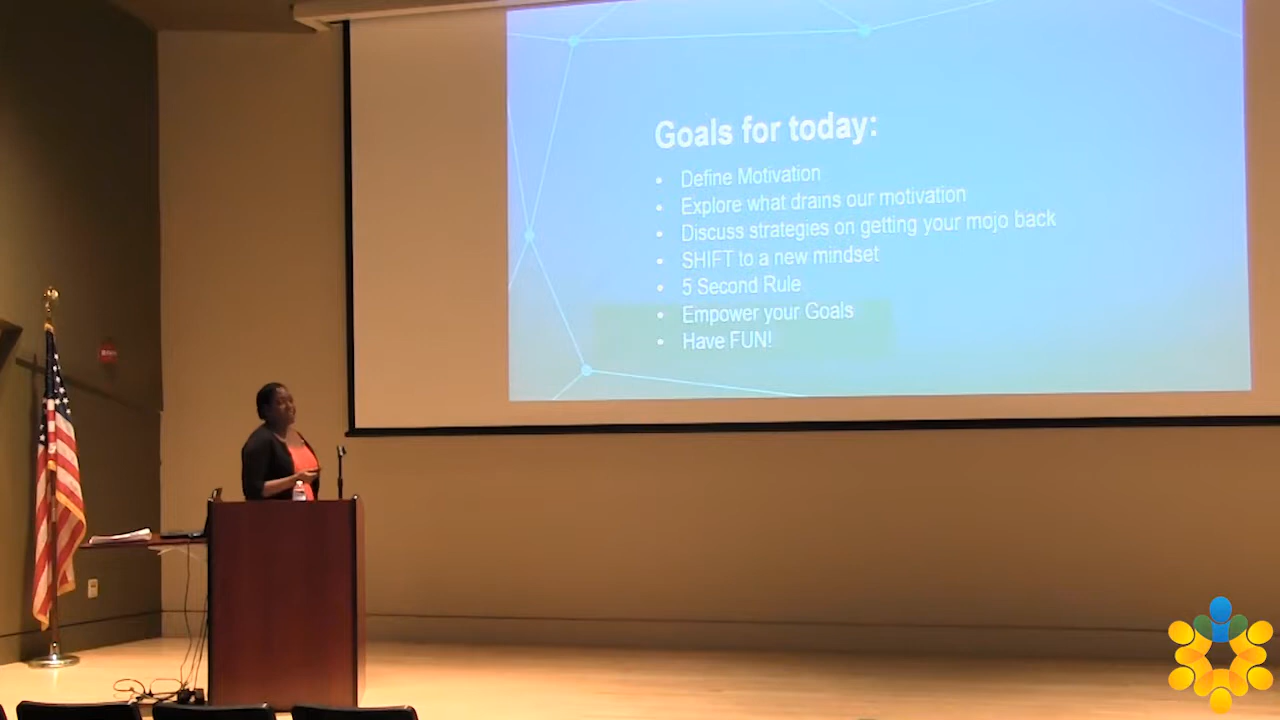 Goals for today:
• Define Motivation
• Explore what drains our motivation
• Discuss strategies on getting your mojo back
• SHIFT to a new mindset
• 5 Second Rule
• Empower your Goals
• Have FUN!